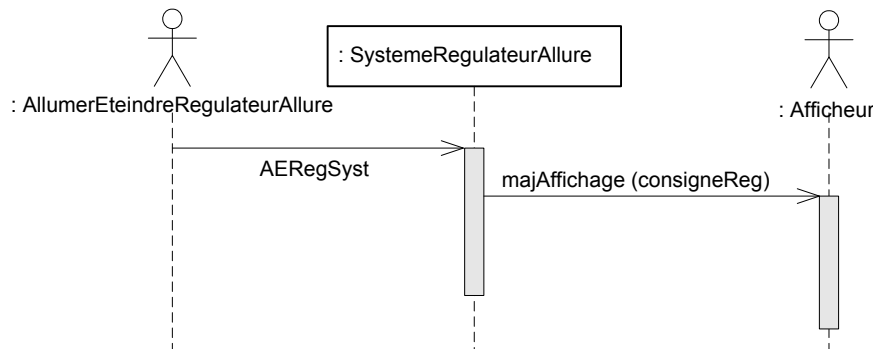 : SystemeRegulateurAllure
: AllumerEteindreRegulateurAllure
: Afficheur
AERegSyst
majAffichage (consigneReg)